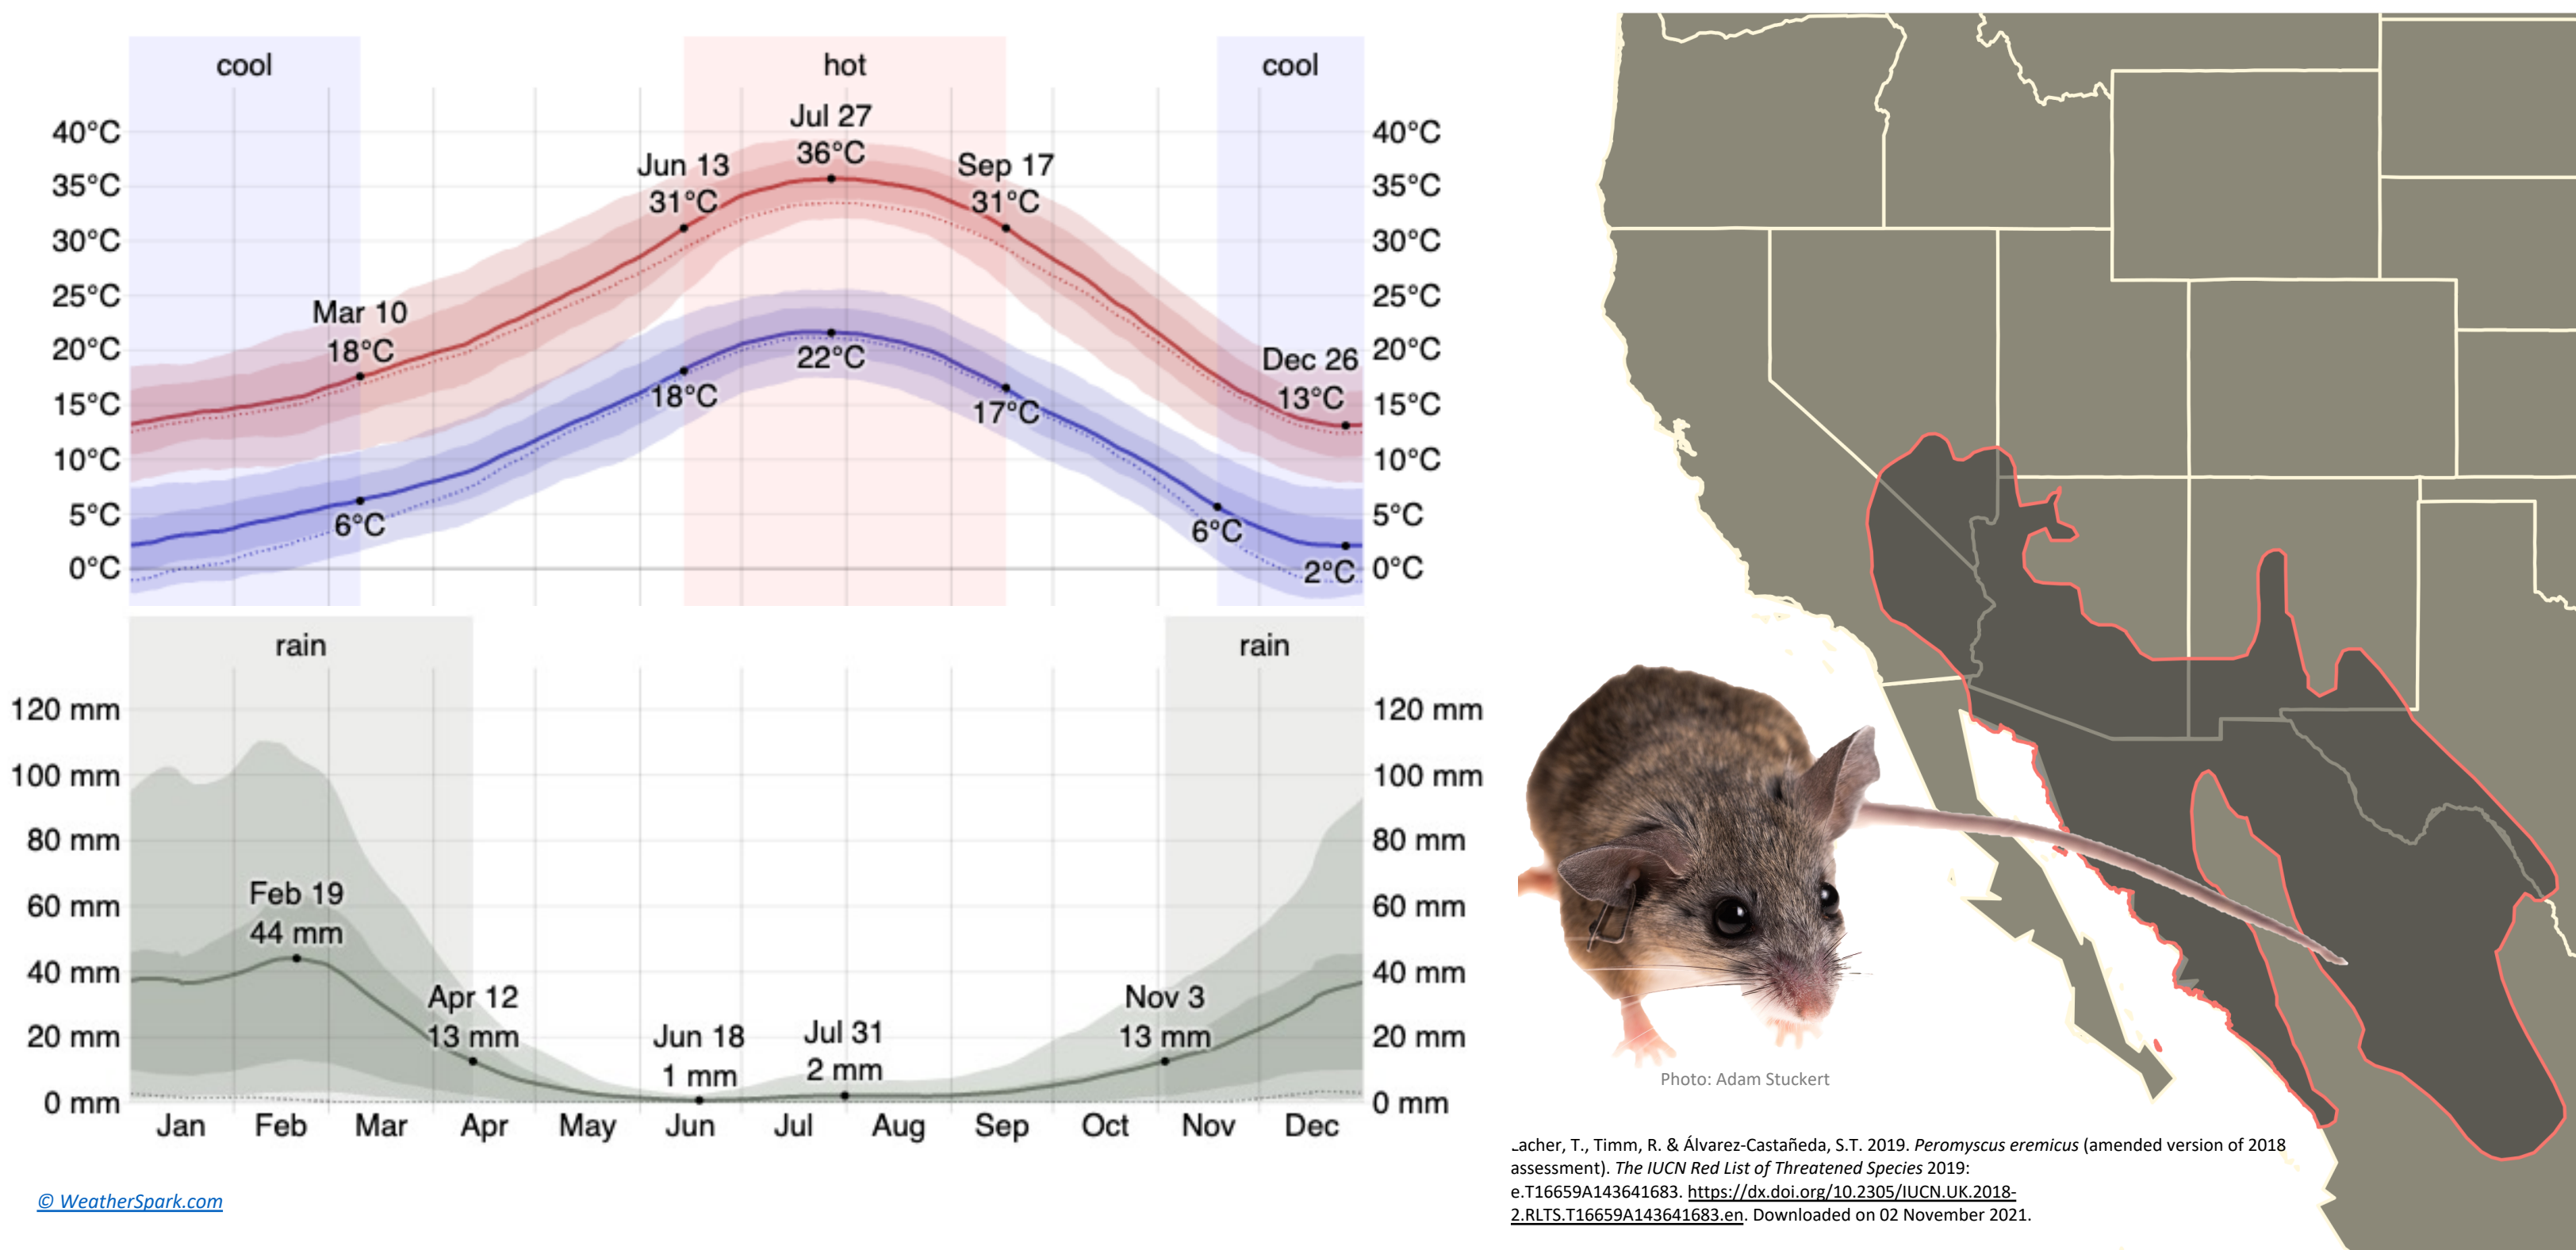 cool
hot
cool
40°C
35°C
30°C
25°C
20°C
15°C
10°C
5°C
0°C
Mar 10
18°C
6°C
Jun 13
31°C
18°C
Jul 27
36°C
22°C
Sep 17
31°C
17°C
6°C
Dec 26
13°C
2°C
40°C
35°C
30°C
25°C
20°C
15°C
10°C
5°C
0°C
rain
rain
120 mm
100 mm
80 mm
60 mm
40 mm
20 mm
0 mm
Feb 19
44 mm
Apr 12
13 mm
Jun 18
1 mm
Jul 31
2 mm
Nov 3
13 mm
120 mm
100 mm
80 mm
60 mm
40 mm
20 mm
0 mm
Jan Feb Mar Apr May Jun Jul Aug Sep Oct Nov Dec
© WeatherSpark.com
Photo: Adam Stuckert
Lacher, T., Timm, R. & Álvarez-Castañeda, S.T. 2019. Peromyscus eremicus (amended version of 2018
assessment). The IUCN Red List of Threatened Species 2019:
e.T16659A143641683. https://dx.doi.org/10.2305/IUCN.UK.2018-
2.RLTS.T16659A143641683.en. Downloaded on 02 November 2021.